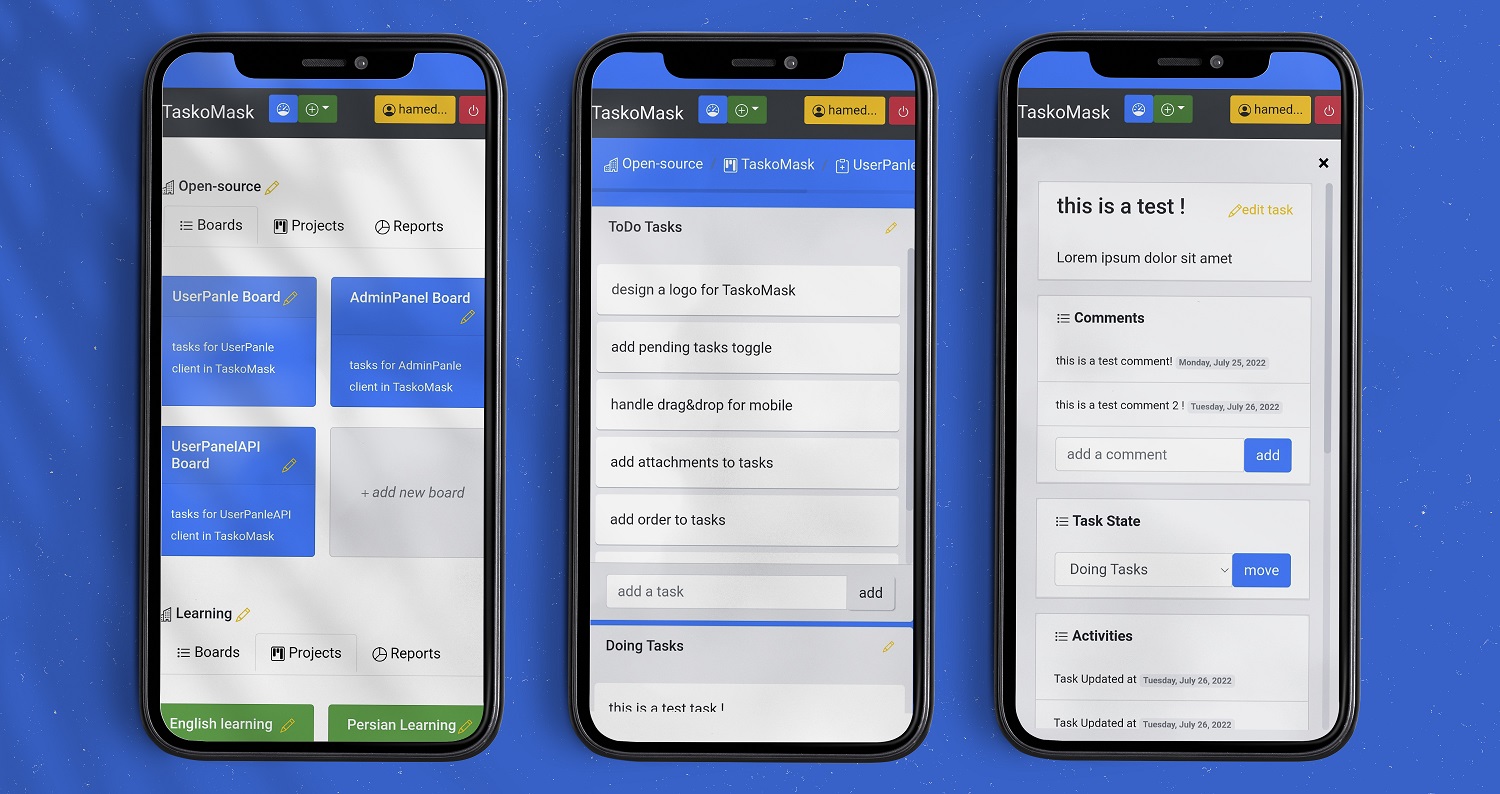 TaskoMask
hamed...
Open-source
Boards
Projects
Reports
UserPanle Board
AdminPanel Board
tasks for UserPanle
client in TaskoMask
tasks for AdminPanle
client in TaskoMask
UserPanelAPI
Board
tasks for UserPanleAPI
client in TaskoMask
+ add new board
Learning
Boards
Projects
Reports
English learning
Persian Learning
TaskoMask
hamed...
Open-source
TaskoMask
UserPanle
ToDo Tasks
design a logo for TaskoMask
add pending tasks toggle
handle drag&drop for mobile
add attachments to tasks
add order to tasks
add a task
add
Doing Tasks
this is a test task !
TaskoMask
hamed...
this is a test !
edit task
Lorem ipsum dolor sit amet
Comments
this is a test comment! Monday, July 25, 2022
this is a test comment 2 ! Tuesday, July 26, 2022
add a comment
add
Task State
Doing Tasks
move
Activities
Task Updated at Tuesday, July 26, 2022
Task Updated at Tuesday, July 26, 2022